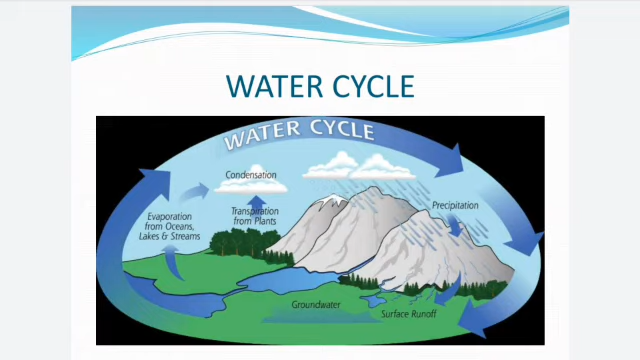 WATER CYCLE
WATER CYCLE
Condensation
Precipitation
Transpiration
from Plants
Evaporation
from Oceans,
Lakes & Streams
Groundwater
Surface Runoff